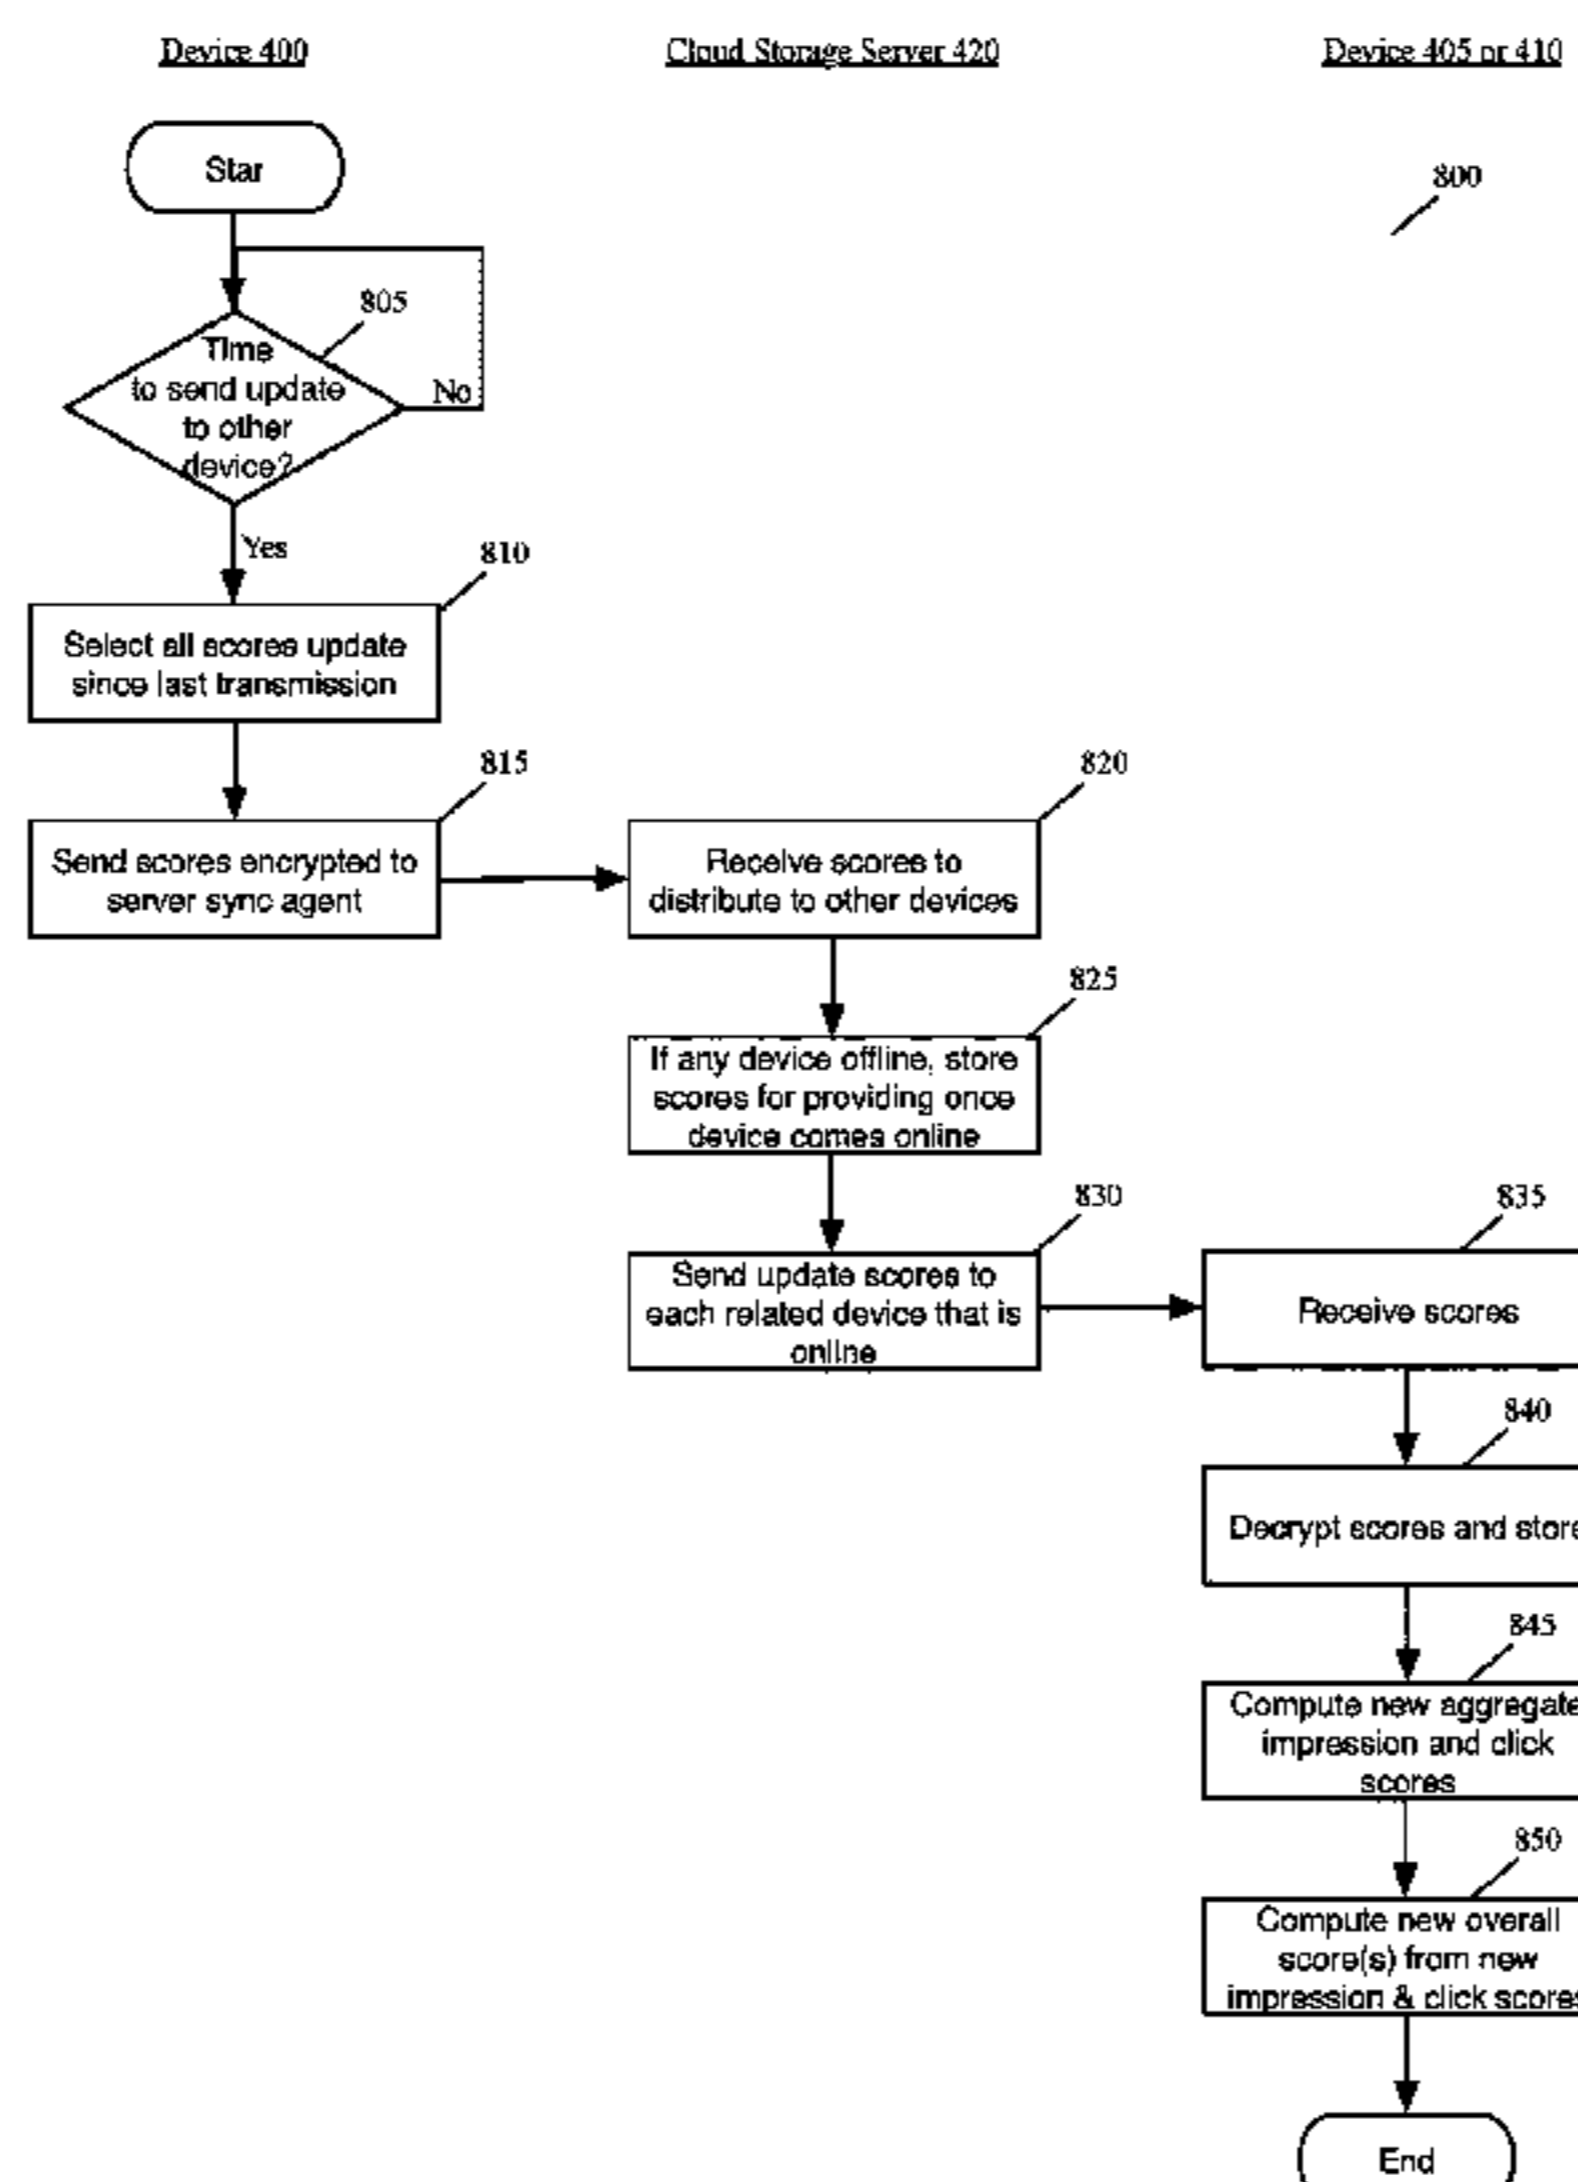 Device 400
Cloud Storage Server 420
Device 405 or 410
Star
800
805
Time
to send update
to other
device?
No
Yes
810
Select all scores update
since last transmission
815
Send scores encrypted to
server sync agent
820
Receive scores to
distribute to other devices
825
If any device offline, store
scores for providing once
device comes online
830
Send update scores to
each related device that is
online
835
Receive scores
840
Decrypt scores and store
845
Compute new aggregate
impression and click
scores
850
Compute new overall
score(s) from new
impression & click scores
End